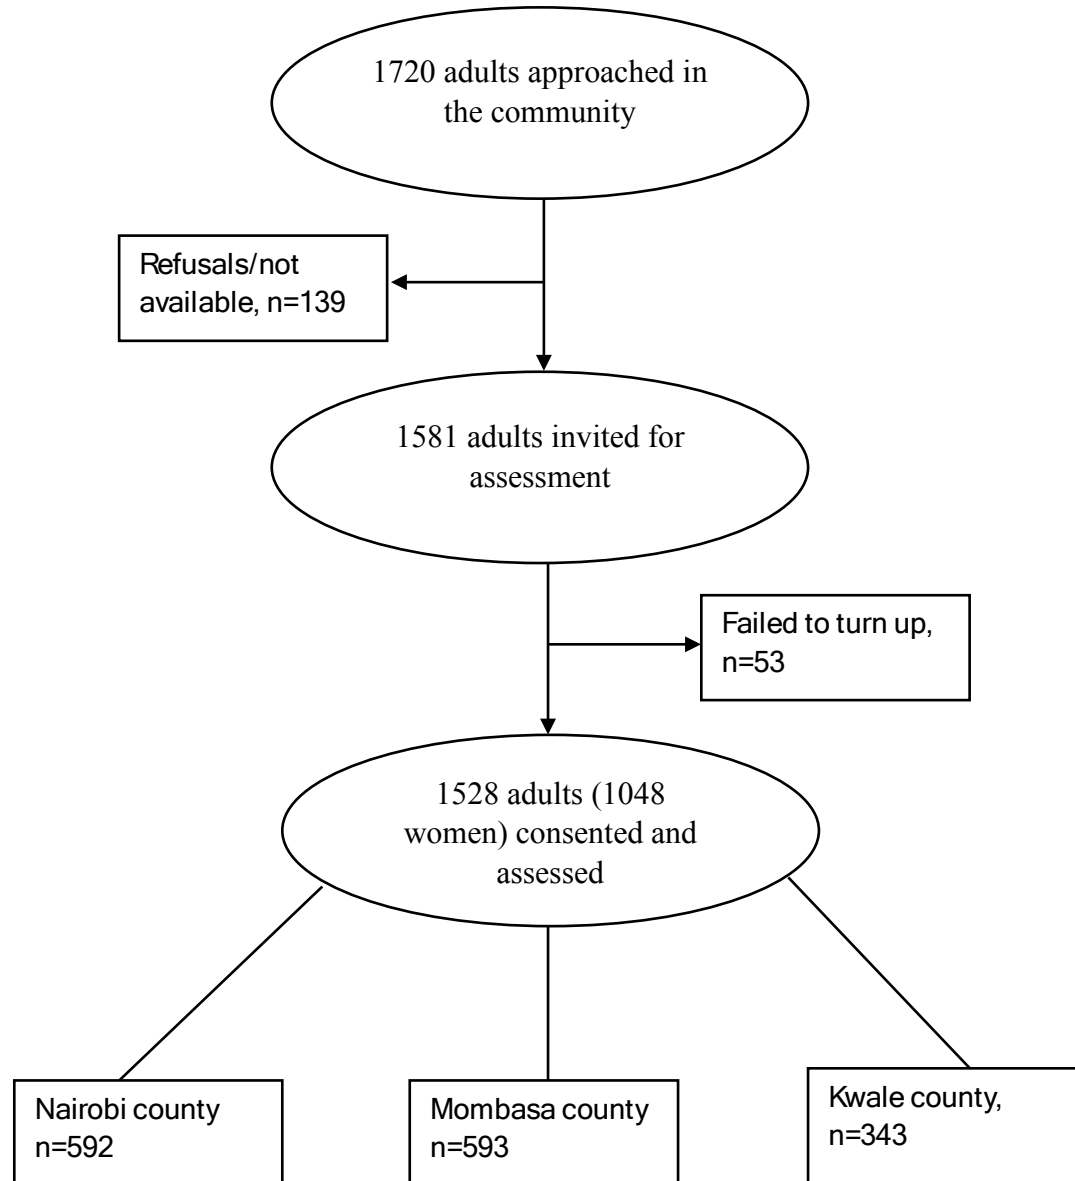 1720 adults approached in
the community
Refusals/not
available, n=139
1581 adults invited for
assessment
Failed to turn up,
n=53
1528 adults (1048
women) consented and
assessed
Nairobi county
n=592
Mombasa county
n=593
Kwale county,
n=343